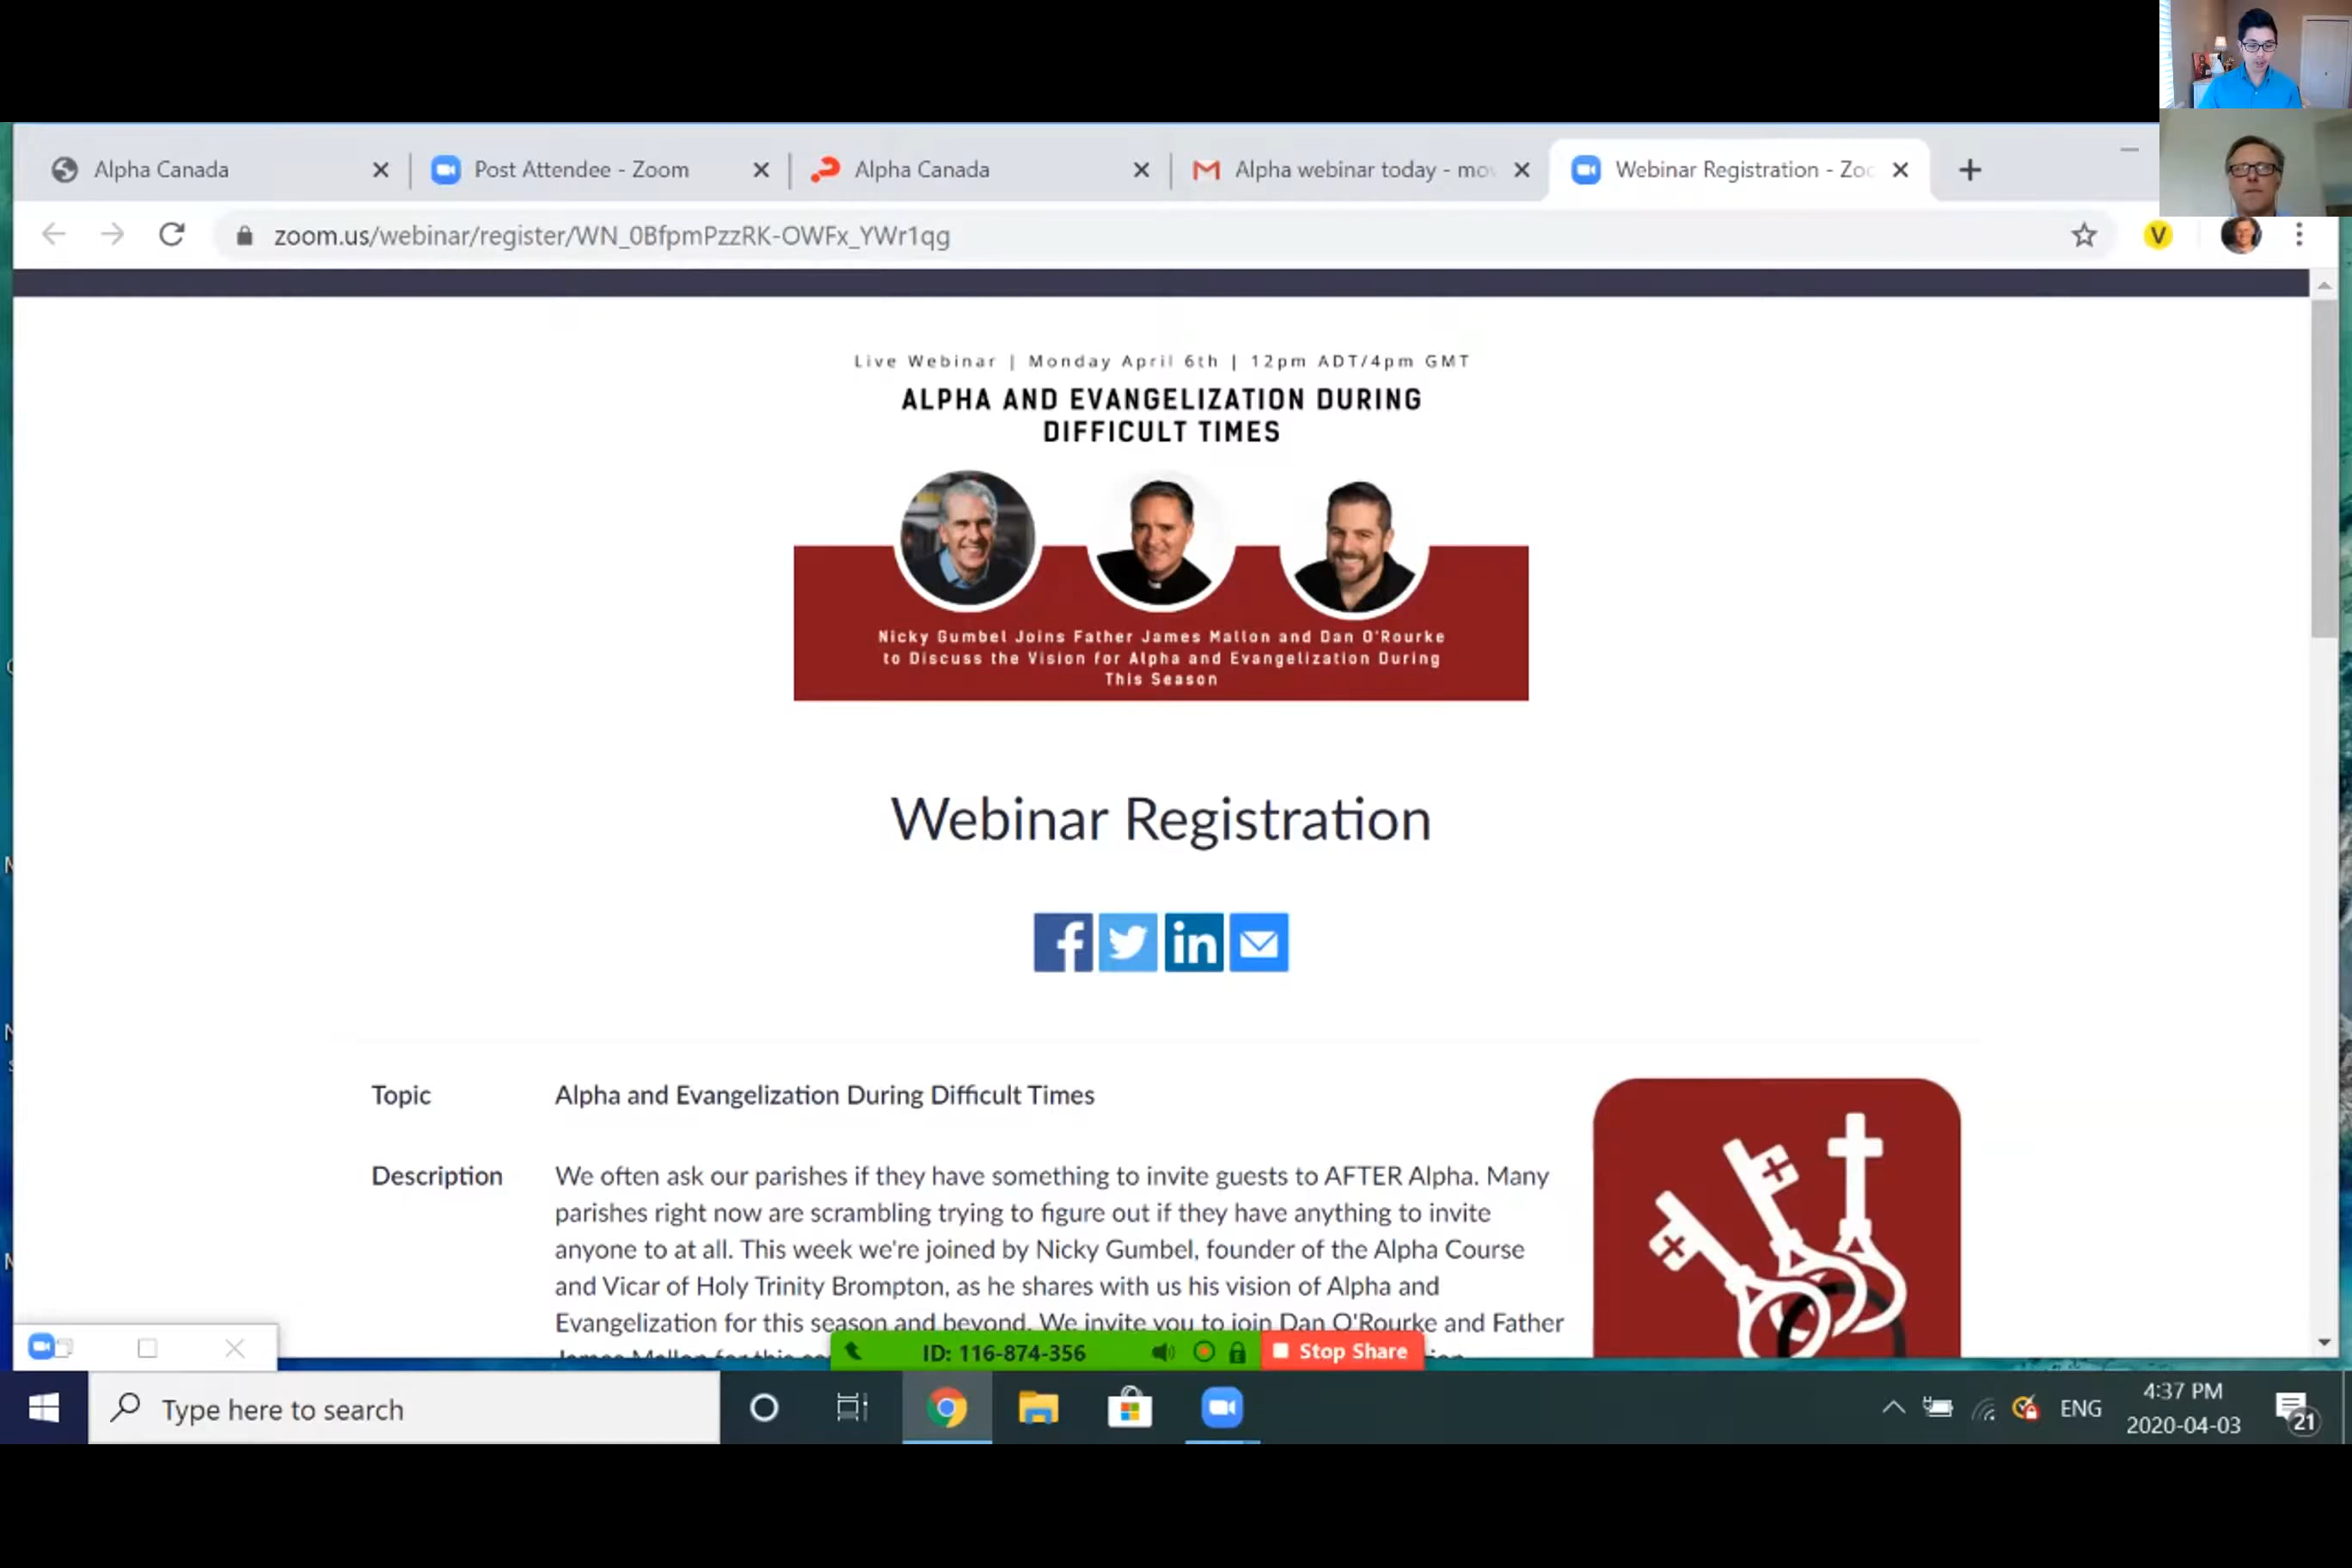 Alpha Canada
Post Attendee - Zoom
Alpha Canada
Alpha webinar today - mov
Webinar Registration - Zoo
zoom.us/webinar/register/WN_0BfpmPzzRK-OWFx_YWr1qg
V
Live Webinar | Monday April 6th | 12pm ADT/4pm GMT
ALPHA AND EVANGELIZATION DURING
DIFFICULT TIMES
Nicky Gumbel Joins Father James Mallon and Dan O'Rourke
to Discuss the Vision for Alpha and Evangelization During
This Season
Webinar Registration
Topic
Alpha and Evangelization During Difficult Times
Description
We often ask our parishes if they have something to invite guests to AFTER Alpha. Many
parishes right now are scrambling trying to figure out if they have anything to invite
anyone to at all. This week we're joined by Nicky Gumbel, founder of the Alpha Course
and Vicar of Holy Trinity Brompton, as he shares with us his vision of Alpha and
Evangelization for this season and beyond. We invite you to join Dan O'Rourke and Father
James Mallon for this
ID: 116-874-356
Stop Share
Type here to search
ENG
4:37 PM
2020-04-03
21